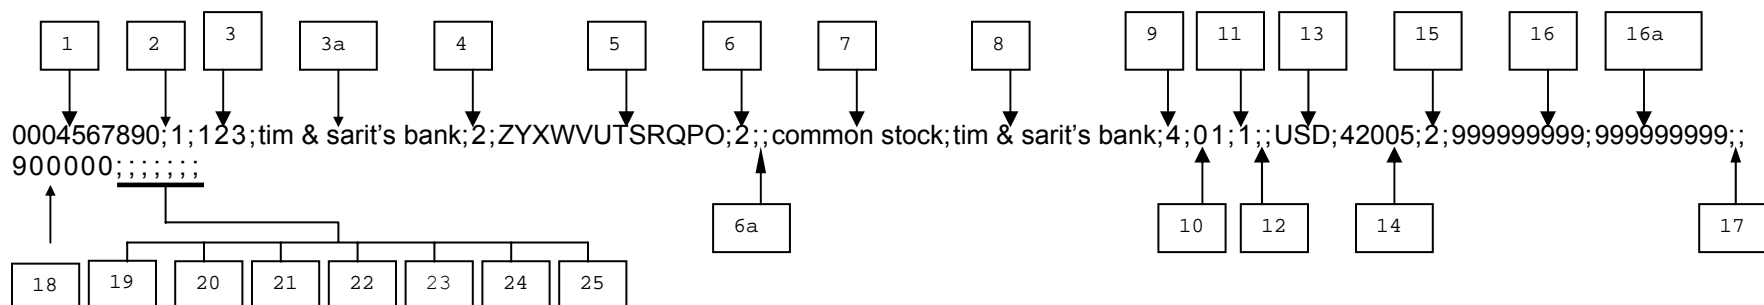 1 2 3 3a 4 5 6 7 8 9 11 13 15 16 16a
0004567890;1;123;tim & sarit's bank;2;ZYXWVUTSRQPO;2;;common stock;tim & sarit's bank;4;01;1;;USD;42005;2;999999999;999999999;;
900000;;;;;;;
6a 10 12 14 17
18 19 20 21 22 23 24 25